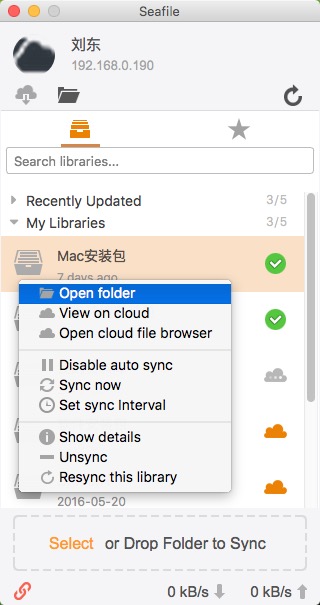 Seafile
刘东
192.168.0.190
Search libraries...
Recently Updated 3/5
My Libraries 3/5
Mac安装包
7 days ago
Open folder
View on cloud
Open cloud file browser
Disable auto sync
Sync now
Set sync Interval
Show details
Unsync
Resync this library
2016-05-20
Select or Drop Folder to Sync
0 kB/s 0 kB/s